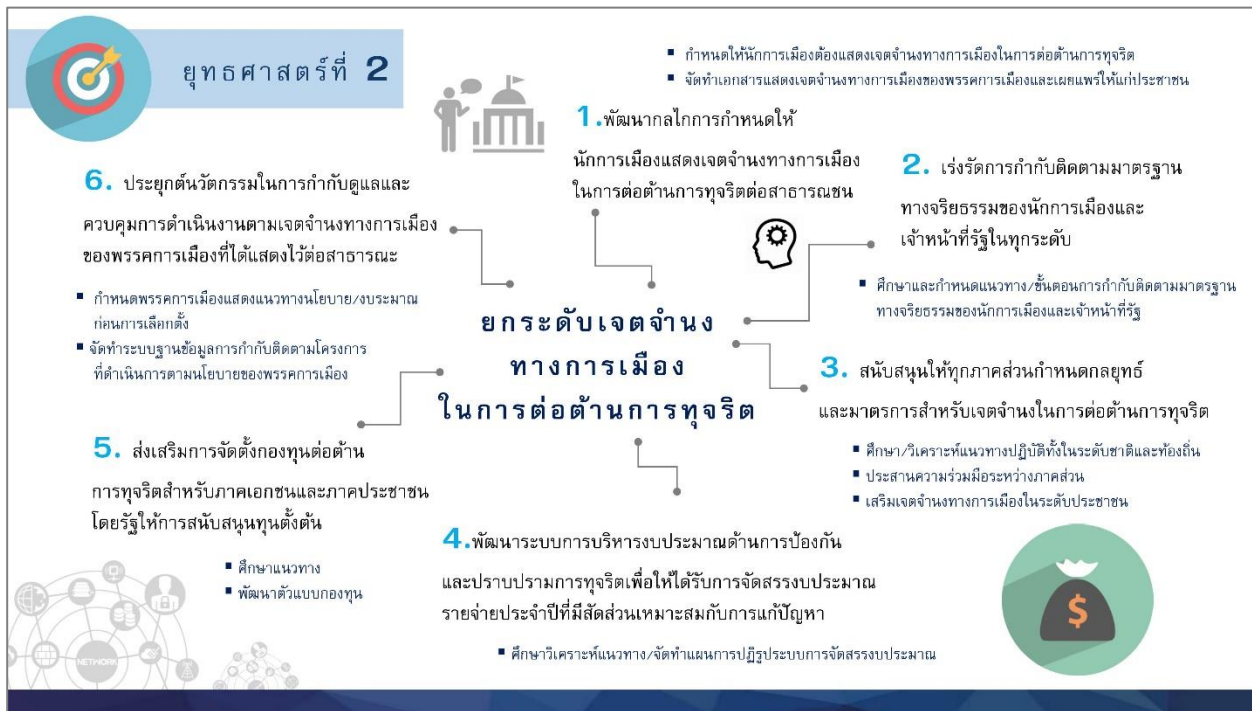 ยุทธศาสตร์ที่ 2
▪ กำหนดให้นักการเมืองต้องแสดงเจตจำนงทางการเมืองในการต่อต้านการทุจริต
▪ จัดทำเอกสารแสดงเจตจำนงทางการเมืองของพรรคการเมืองและเผยแพร่ให้แก่ประชาชน
1.พัฒนากลไกการกำหนดให้
นักการเมืองแสดงเจตจำนงทางการเมือง
ในการต่อต้านการทุจริตต่อสาธารณชน
2. เร่งรัดการกำกับติดตามมาตรฐาน
ทางจริยธรรมของนักการเมืองและ
เจ้าหน้าที่รัฐในทุกระดับ
▪ ศึกษาและกำหนดแนวทาง/ขั้นตอนการกำกับติดตามมาตรฐาน
ทางจริยธรรมของนักการเมืองและเจ้าหน้าที่รัฐ
3. สนับสนุนให้ทุกภาคส่วนกำหนดกลยุทธ์
และมาตรการสำหรับเจตจำนงในการต่อต้านการทุจริต
▪ ศึกษา/วิเคราะห์แนวทางปฏิบัติทั้งในระดับชาติและท้องถิ่น
▪ ประสานความร่วมมือระหว่างภาคส่วน
▪ เสริมเจตจำนงทางการเมืองในระดับประชาชน
ยกระดับเจตจำนง
ทางการเมือง
ในการต่อต้านการทุจริต
4.พัฒนาระบบการบริหารงบประมาณด้านการป้องกัน
และปราบปรามการทุจริตเพื่อให้ได้รับการจัดสรรงบประมาณ
รายจ่ายประจำปีที่มีสัดส่วนเหมาะสมกับการแก้ปัญหา
▪ ศึกษาวิเคราะห์แนวทาง/จัดทำแผนการปฏิรูประบบการจัดสรรงบประมาณ
5. ส่งเสริมการจัดตั้งกองทุนต่อต้าน
การทุจริตสำหรับภาคเอกชนและภาคประชาชน
โดยรัฐให้การสนับสนุนทุนตั้งต้น
▪ ศึกษาแนวทาง
▪ พัฒนาตัวแบบกองทุน
6. ประยุกต์นวัตกรรมในการกำกับดูแลและ
ควบคุมการดำเนินงานตามเจตจำนงทางการเมือง
ของพรรคการเมืองที่ได้แสดงไว้ต่อสาธารณะ
▪ กำหนดพรรคการเมืองแสดงแนวทางนโยบาย/งบประมาณ
ก่อนการเลือกตั้ง
▪ จัดทำระบบฐานข้อมูลการกำกับติดตามโครงการ
ที่ดำเนินการตามนโยบายของพรรคการเมือง
NETWORK
$